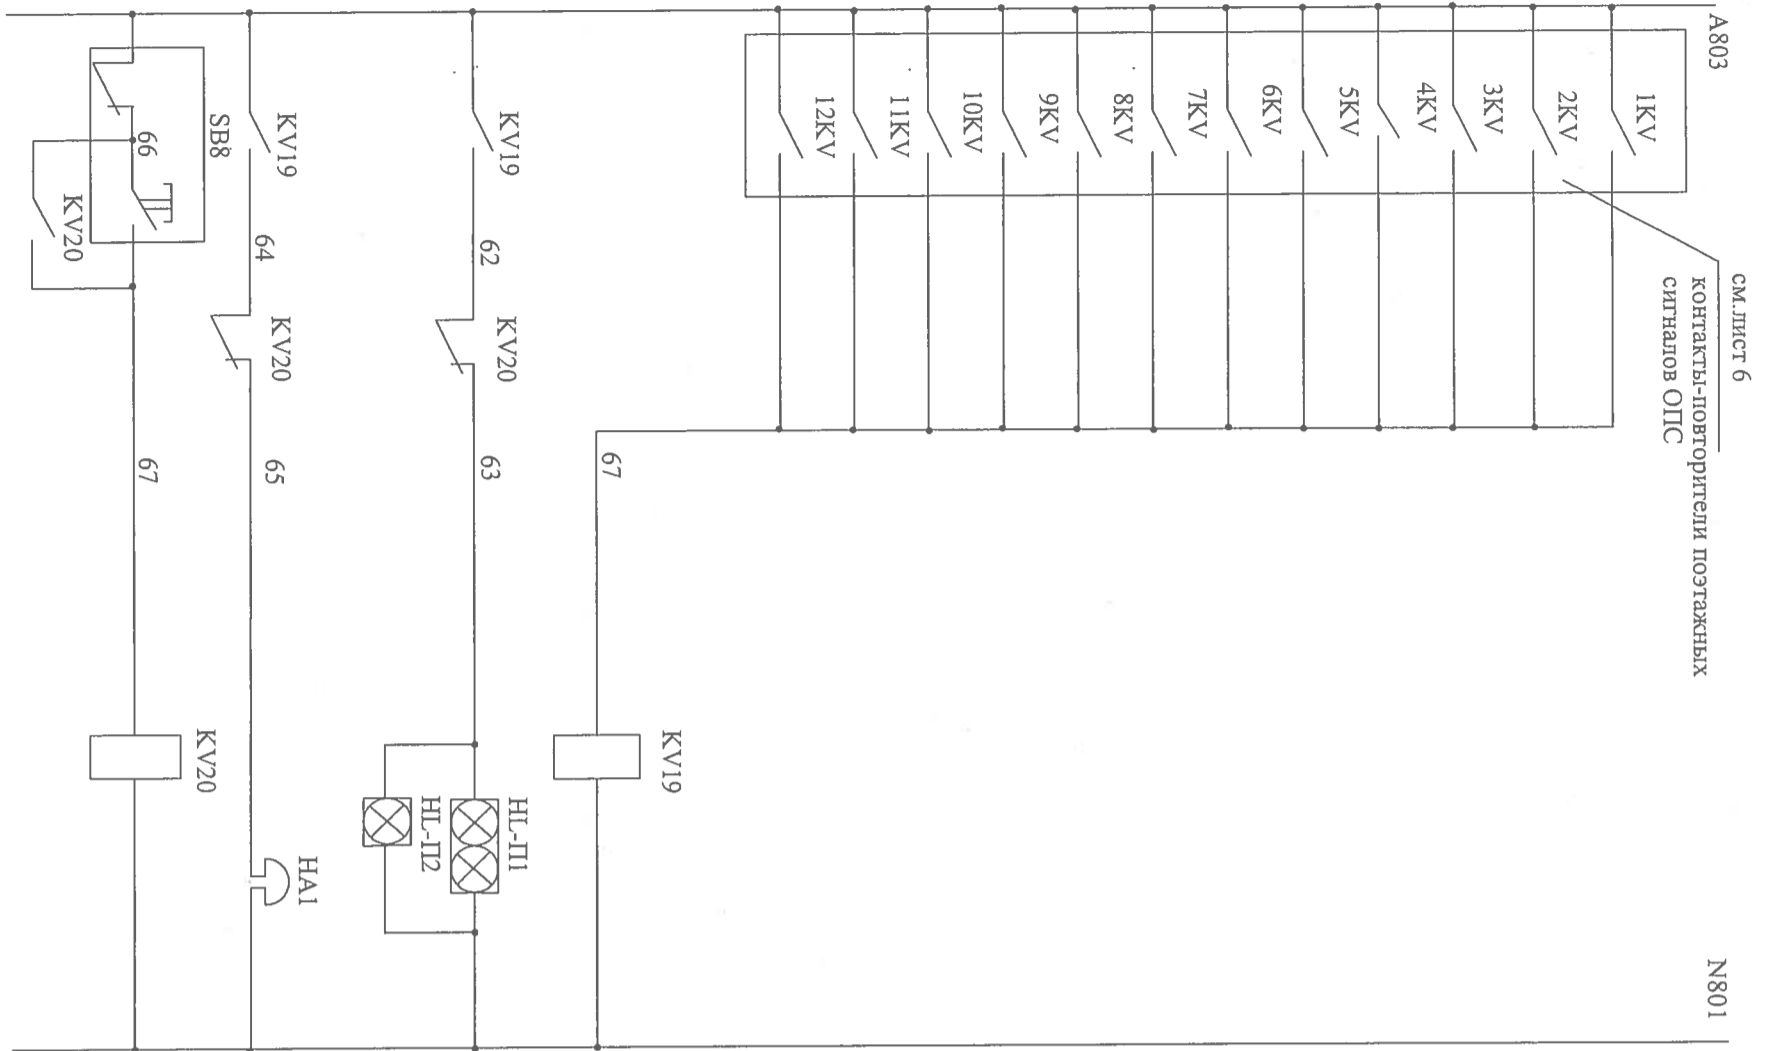 A803
N801
см.лист 6
контакты-повторители поэтажных
сигналов ОПС
1KV
2KV
3KV
4KV
5KV
6KV
7KV
8KV
9KV
10KV
11KV
12KV
67
KV19
KV19
62
KV20
63
HL-П1
HL-П2
KV19
64
KV20
65
HA1
SB8
66
KV20
67
KV20